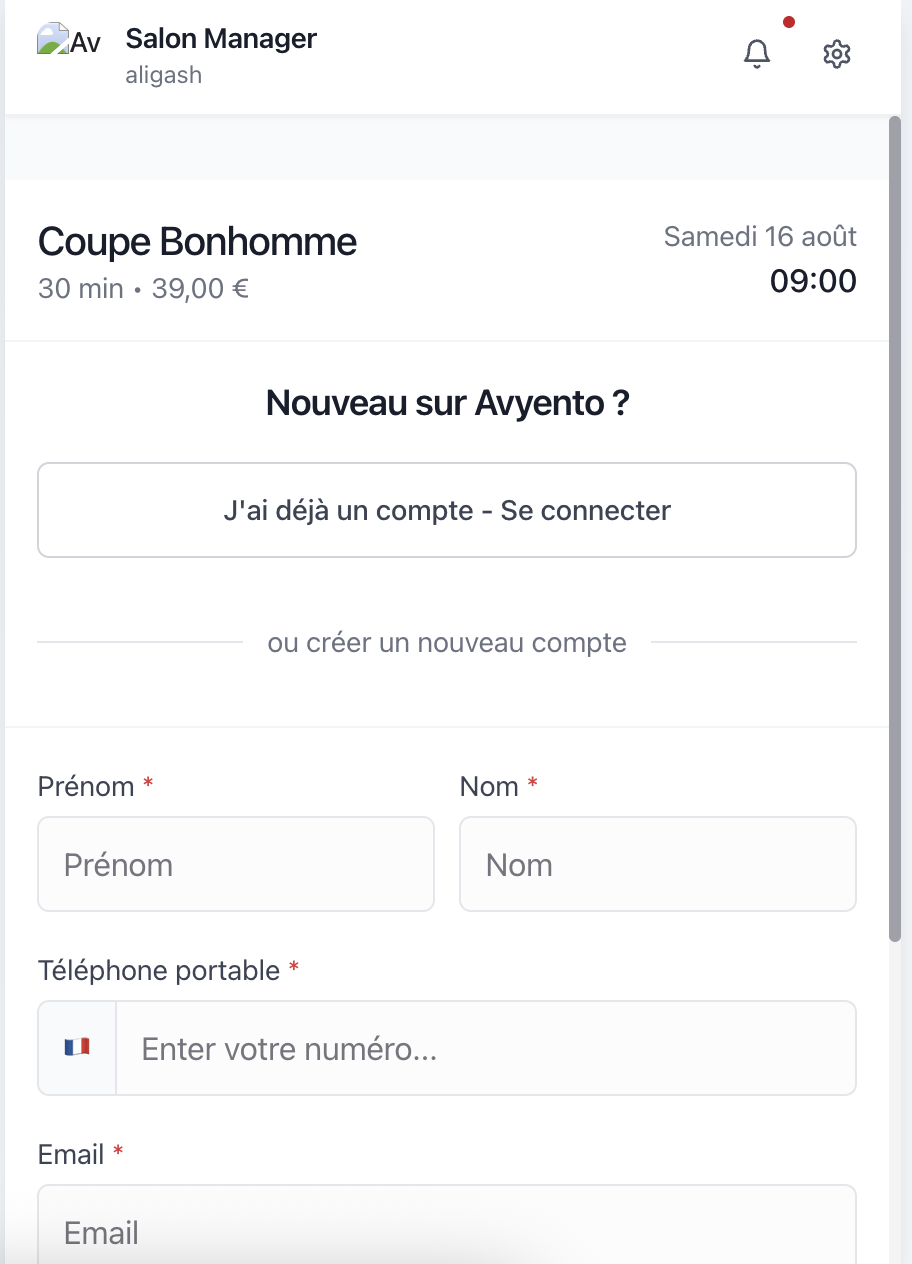 Av
Salon Manager
aligash
Coupe Bonhomme
Samedi 16 août
30 min • 39,00 €
09:00
Nouveau sur Avyento ?
J'ai déjà un compte - Se connecter
ou créer un nouveau compte
Prénom *
Nom *
Prénom
Nom
Téléphone portable *
Enter votre numéro...
Email *
Email